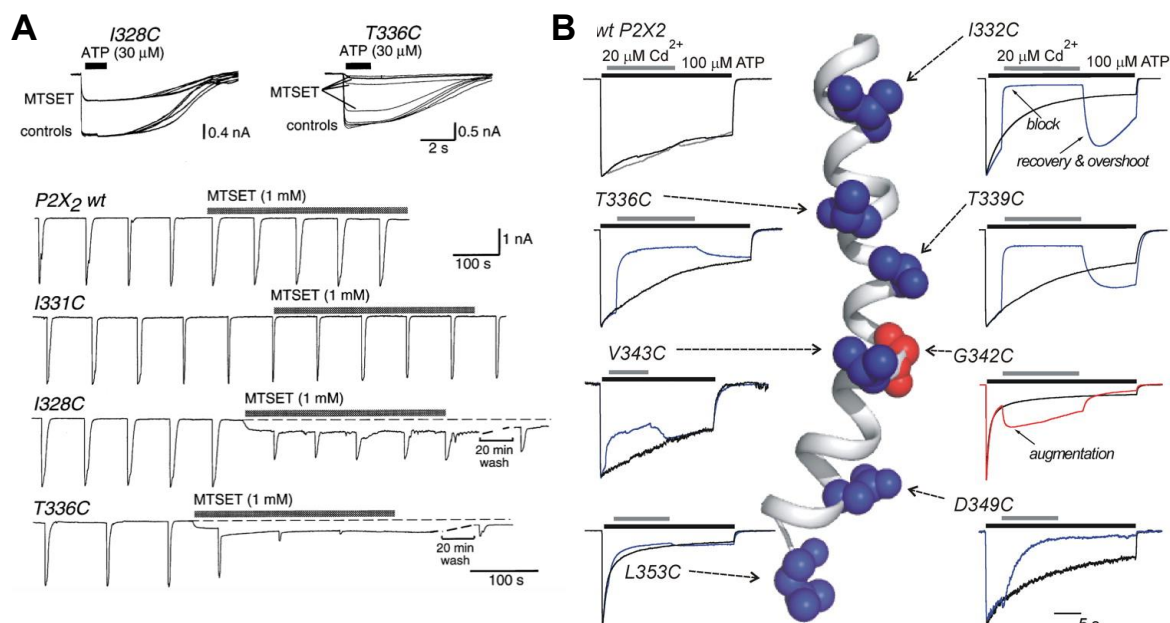 A
I328C
ATP (30 μM)
MTSET
controls
0.4 nA
T336C
ATP (30 μM)
MTSET
controls
2 s
0.5 nA
P2X2 wt
MTSET (1 mM)
1 nA
100 s
I331C
MTSET (1 mM)
I328C
MTSET (1 mM)
20 min
wash
T336C
MTSET (1 mM)
20 min
wash
100 s
B
wt P2X2
20 μM Cd2+
100 μM ATP
I332C
20 μM Cd2+
100 μM ATP
block
recovery & overshoot
T336C
T339C
V343C
G342C
augmentation
D349C
L353C